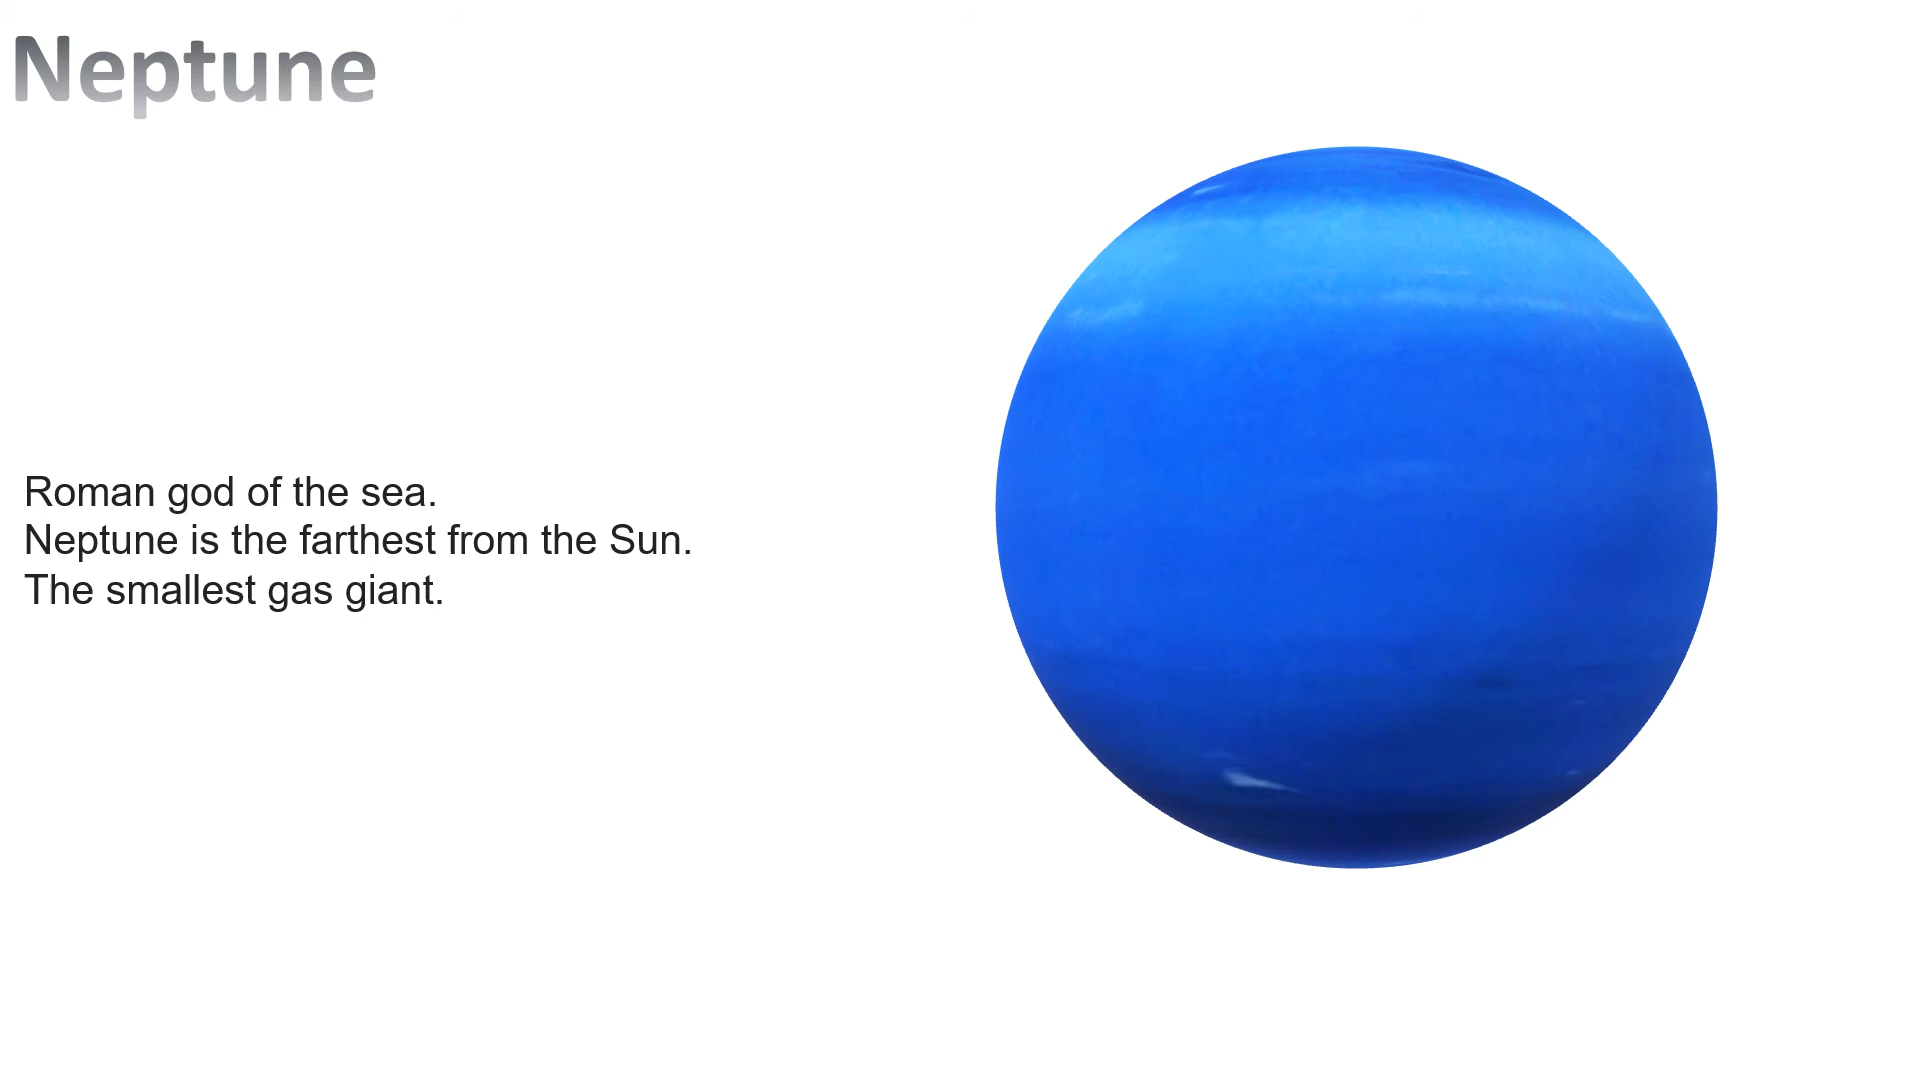 Neptune
Roman god of the sea.
Neptune is the farthest from the Sun.
The smallest gas giant.